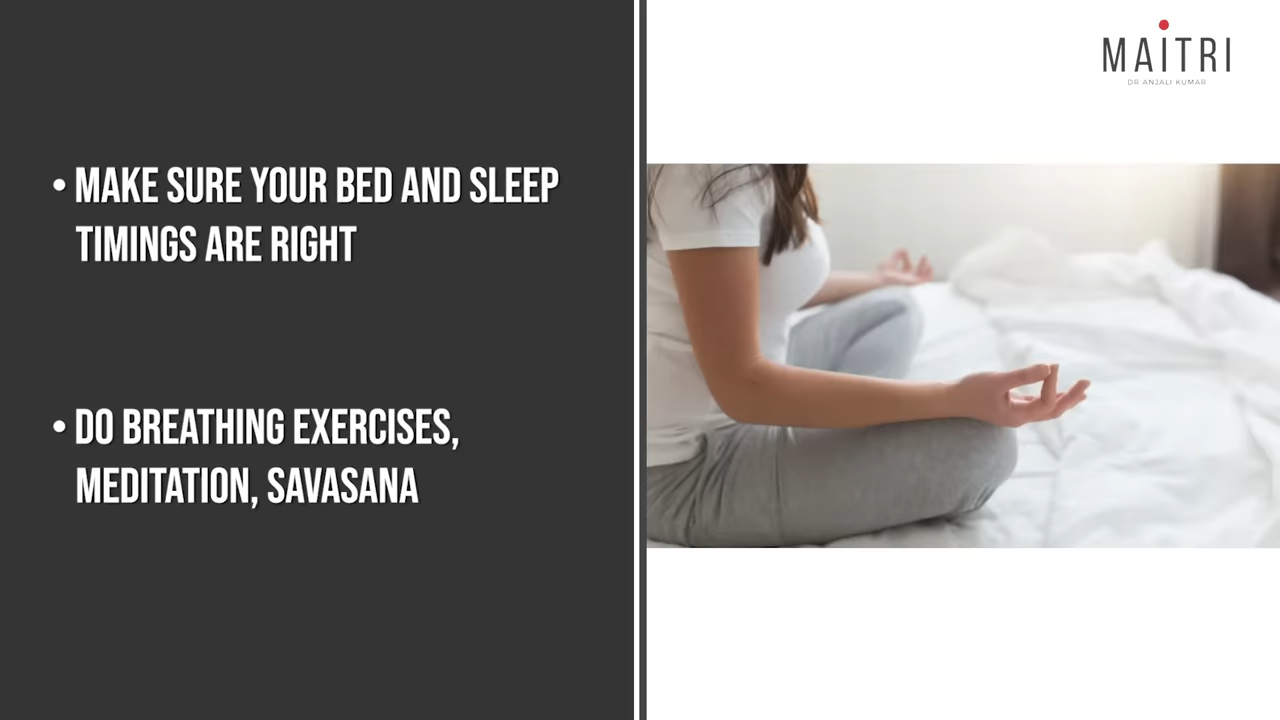 • MAKE SURE YOUR BED AND SLEEP
TIMINGS ARE RIGHT
• DO BREATHING EXERCISES,
MEDITATION, SAVASANA
MAITRI
DR ANJALI KUMAR